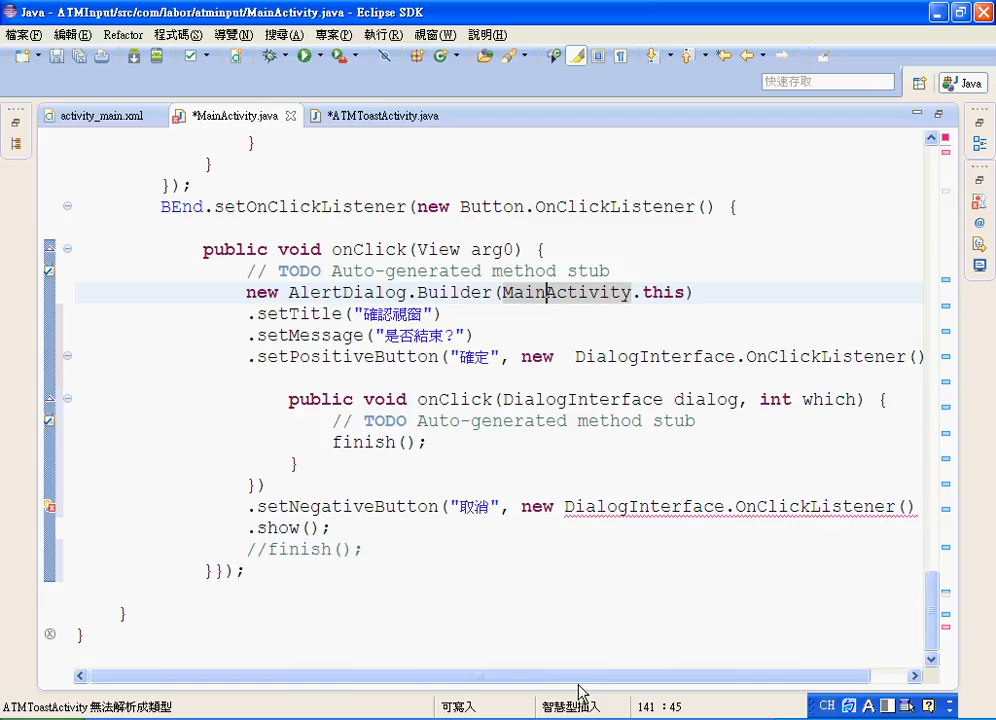 Java - ATMInput/src/com/labor/atminput/MainActivity.java - Eclipse SDK
檔案(F) 編輯(E) Refactor 程式碼(S) 導覽(N) 搜尋(A) 專案(P) 執行(R) 視窗(W) 說明(H)
快速存取 Java
activity_main.xml *MainActivity.java *ATMToastActivity.java
}
}
});
BEnd.setOnClickListener(new Button.OnClickListener() {
public void onClick(View arg0) {
// TODO Auto-generated method stub
new AlertDialog.Builder(MainActivity.this)
.setTitle("確認視窗")
.setMessage("是否結束?")
.setPositiveButton("確定", new  DialogInterface.OnClickListener()
public void onClick(DialogInterface dialog, int which) {
// TODO Auto-generated method stub
finish();
}
})
.setNegativeButton("取消", new DialogInterface.OnClickListener()
.show();
//finish();
}});
}
}
ATMToastActivity 無法解析成類型 可寫入 智慧型插入 141 : 45 CH A